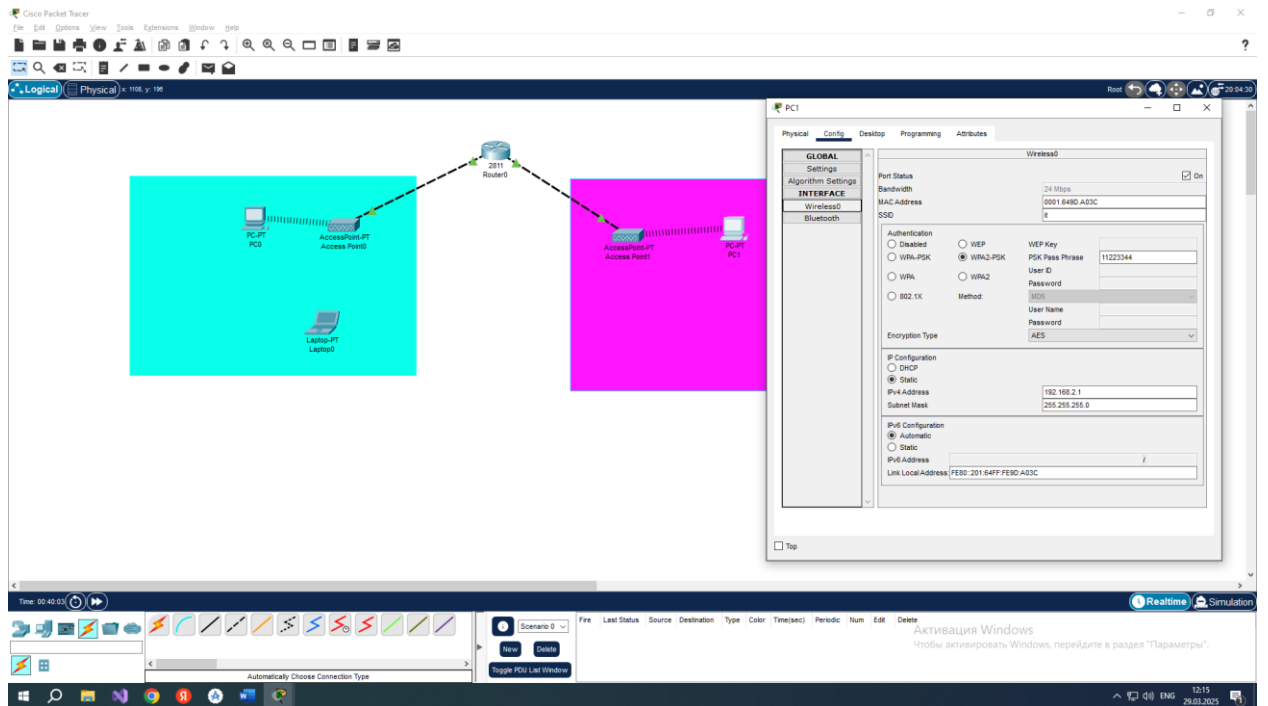 Cisco Packet Tracer
File Edit Options View Tools Extensions Window Help
?
Logical Physical x: 1108, y: 196 Root 20:04:30
2811
Router0
PC-PT
PC0
AccessPoint-PT
Access Point0
Laptop-PT
Laptop0
AccessPoint-PT
Access Point1
PC-PT
PC1
PC1
Physical Config Desktop Programming Attributes
GLOBAL
Settings
Algorithm Settings
INTERFACE
Wireless0
Bluetooth
Wireless0
Port Status On
Bandwidth 24 Mbps
MAC Address 0001.649D.A03C
SSID
Authentication
Disabled WEP WEP Key
WPA-PSK WPA2-PSK PSK Pass Phrase 11223344
User ID
WPA WPA2
Password
802.1X Method: MD5
User Name
Password
Encryption Type AES
IP Configuration
DHCP
Static
IPv4 Address 192.168.2.1
Subnet Mask 255.255.255.0
IPv6 Configuration
Automatic
Static
IPv6 Address /
Link Local Address: FE80::201:64FF:FE9D:A03C
Top
Time: 00:40:03 Realtime Simulation
Scenario 0
New Delete
Toggle PDU List Window
Fire Last Status Source Destination Type Color Time(sec) Periodic Num Edit Delete
Активация Windows
Чтобы активировать Windows, перейдите в раздел "Параметры".
Automatically Choose Connection Type
ENG 12:15
29.03.2025